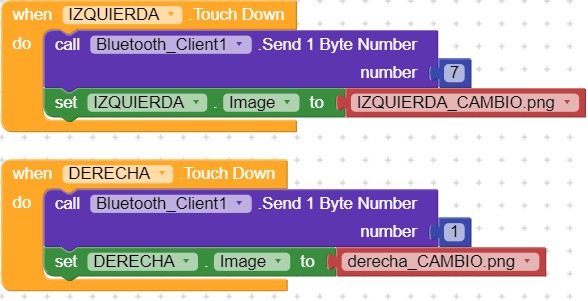 when IZQUIERDA .Touch Down
do call Bluetooth_Client1 .Send 1 Byte Number
number 7
set IZQUIERDA . Image to IZQUIERDA_CAMBIO.png
when DERECHA .Touch Down
do call Bluetooth_Client1 .Send 1 Byte Number
number 1
set DERECHA . Image to derecha_CAMBIO.png